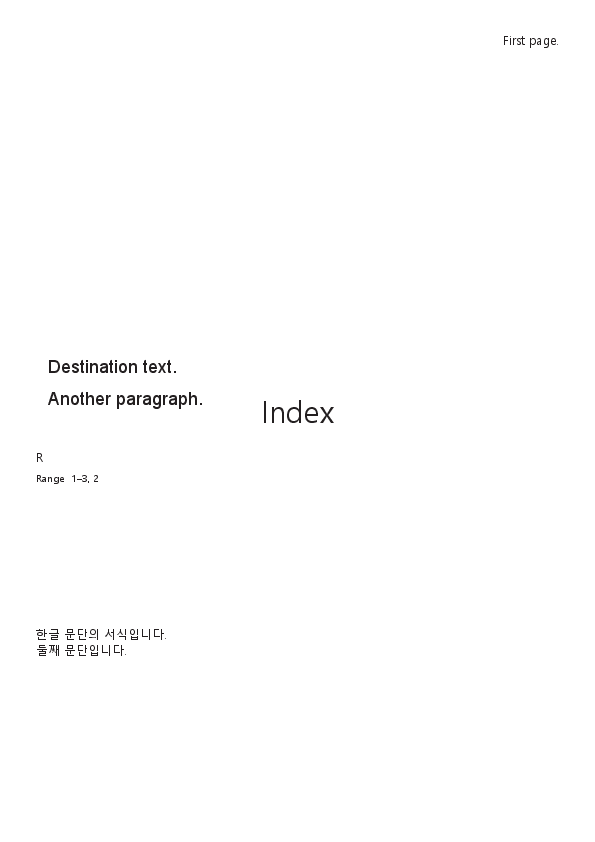 First page.
Destination text.
Another paragraph.
Index
R
Range 1–3, 2
한글 문단의 서식입니다.
둘째 문단입니다.